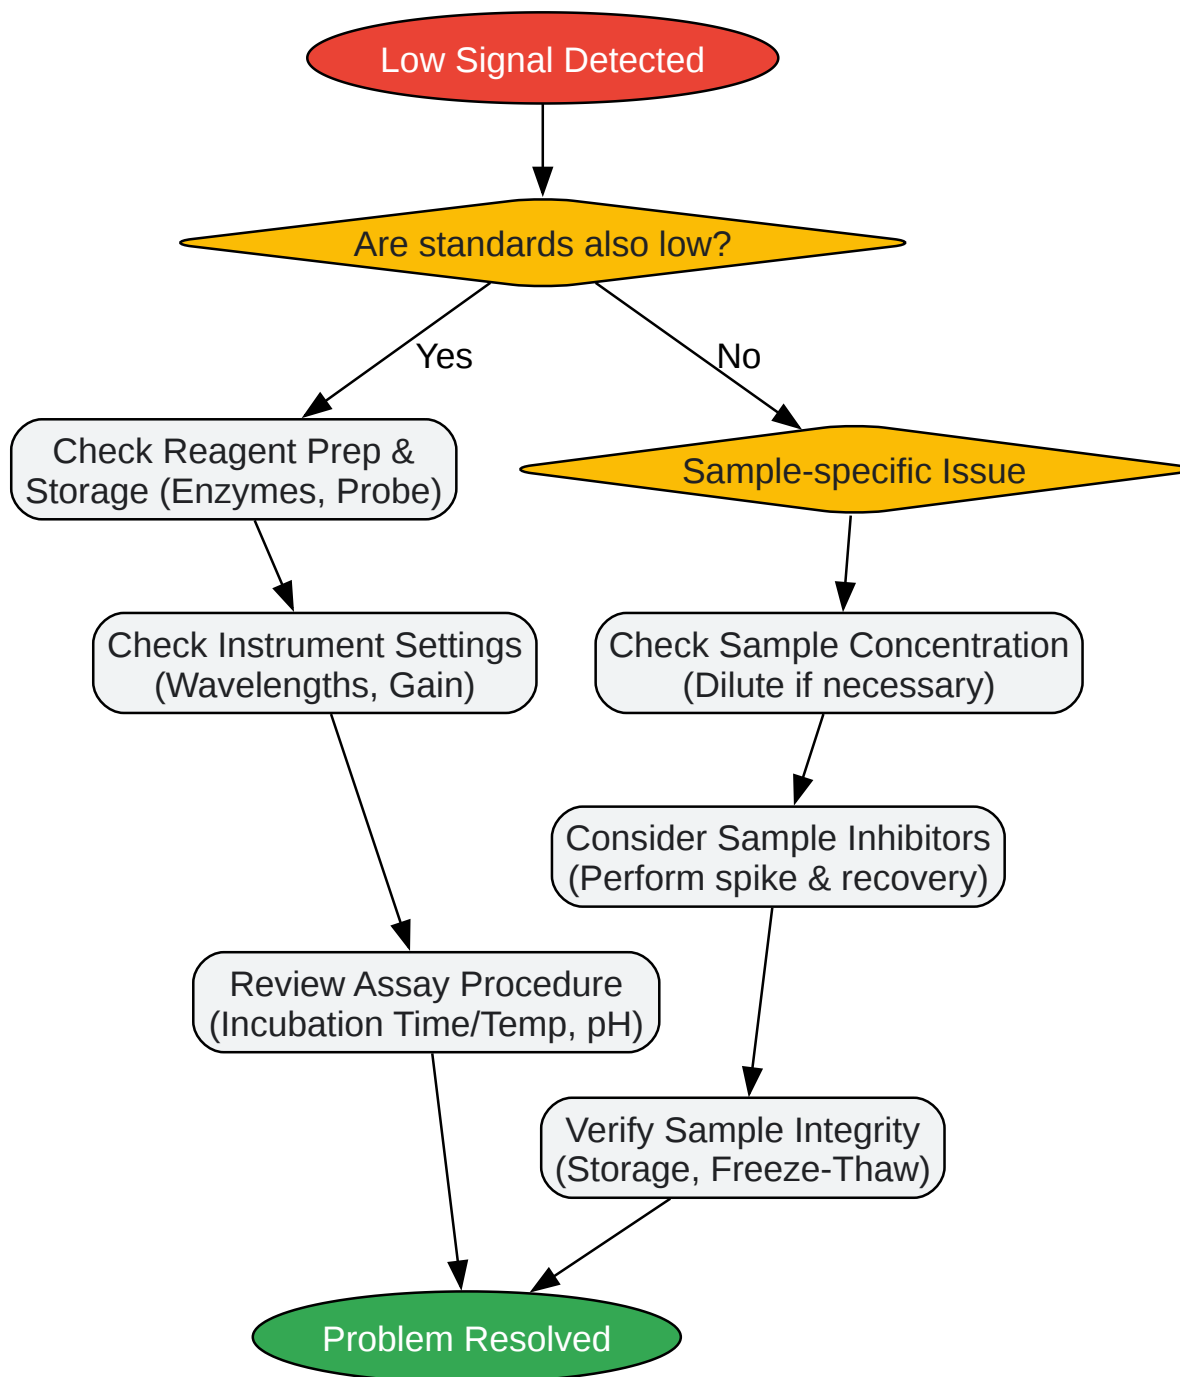 Low Signal Detected
Are standards also low?
Yes
No
Check Reagent Prep &
Storage (Enzymes, Probe)
Sample-specific Issue
Check Instrument Settings
(Wavelengths, Gain)
Check Sample Concentration
(Dilute if necessary)
Consider Sample Inhibitors
(Perform spike & recovery)
Review Assay Procedure
(Incubation Time/Temp, pH)
Verify Sample Integrity
(Storage, Freeze-Thaw)
Problem Resolved